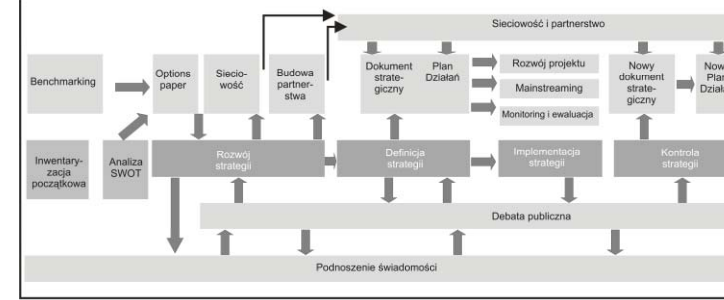 Sieciowość i partnerstwo
Benchmarking
Options
paper
Siecio-
wość
Budowa
partner-
stwa
Dokument
strate-
giczny
Plan
Działań
Rozwój projektu
Mainstreaming
Monitoring i ewaluacja
Nowy
dokument
strate-
giczny
Plan
Inwentary-
zacja
początkowa
Analiza
SWOT
Rozwój
strategii
Definicja
strategii
Implementacja
strategii
Kontrola
strategii
Debata publiczna
Podnoszenie świadomości